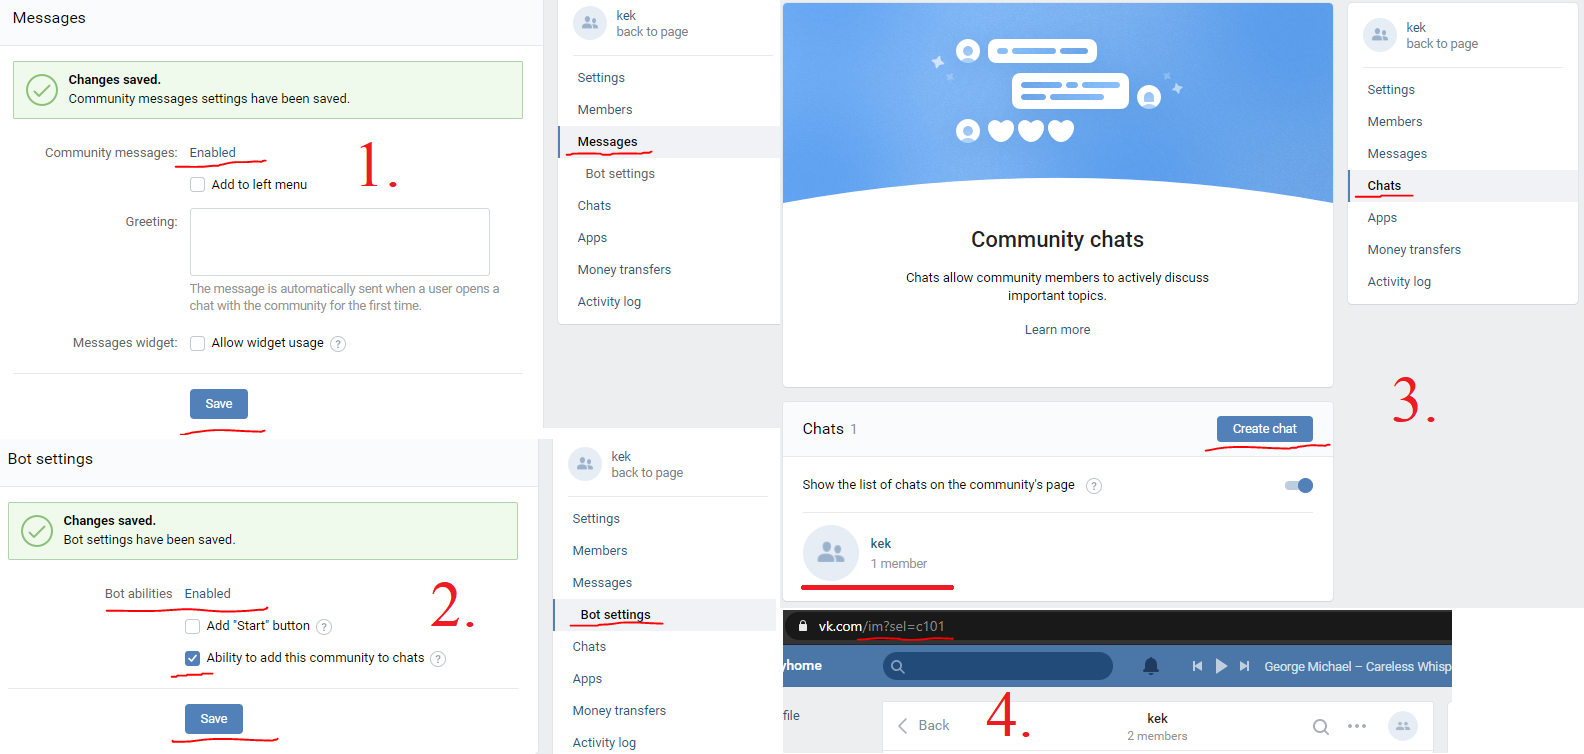 Messages
Changes saved.
Community messages settings have been saved.
Community messages: Enabled
Add to left menu
Greeting:
The message is automatically sent when a user opens a
chat with the community for the first time.
Messages widget: Allow widget usage ?
Save
1.
kek
back to page
Settings
Members
Messages
Bot settings
Chats
Apps
Money transfers
Activity log
Bot settings
Changes saved.
Bot settings have been saved.
Bot abilities Enabled
Add "Start" button ?
Ability to add this community to chats ?
Save
2.
kek
back to page
Settings
Members
Messages
Bot settings
Chats
Apps
Money transfers
Activity log
Community chats
Chats allow community members to actively discuss
important topics.
Learn more
Chats 1
Create chat
Show the list of chats on the community's page ?
kek
1 member
kek
back to page
Settings
Members
Messages
Chats
Apps
Money transfers
Activity log
3.
vk.com/im?sel=c101
yhome
George Michael – Careless Whisp
file
Back
4.
kek
2 members